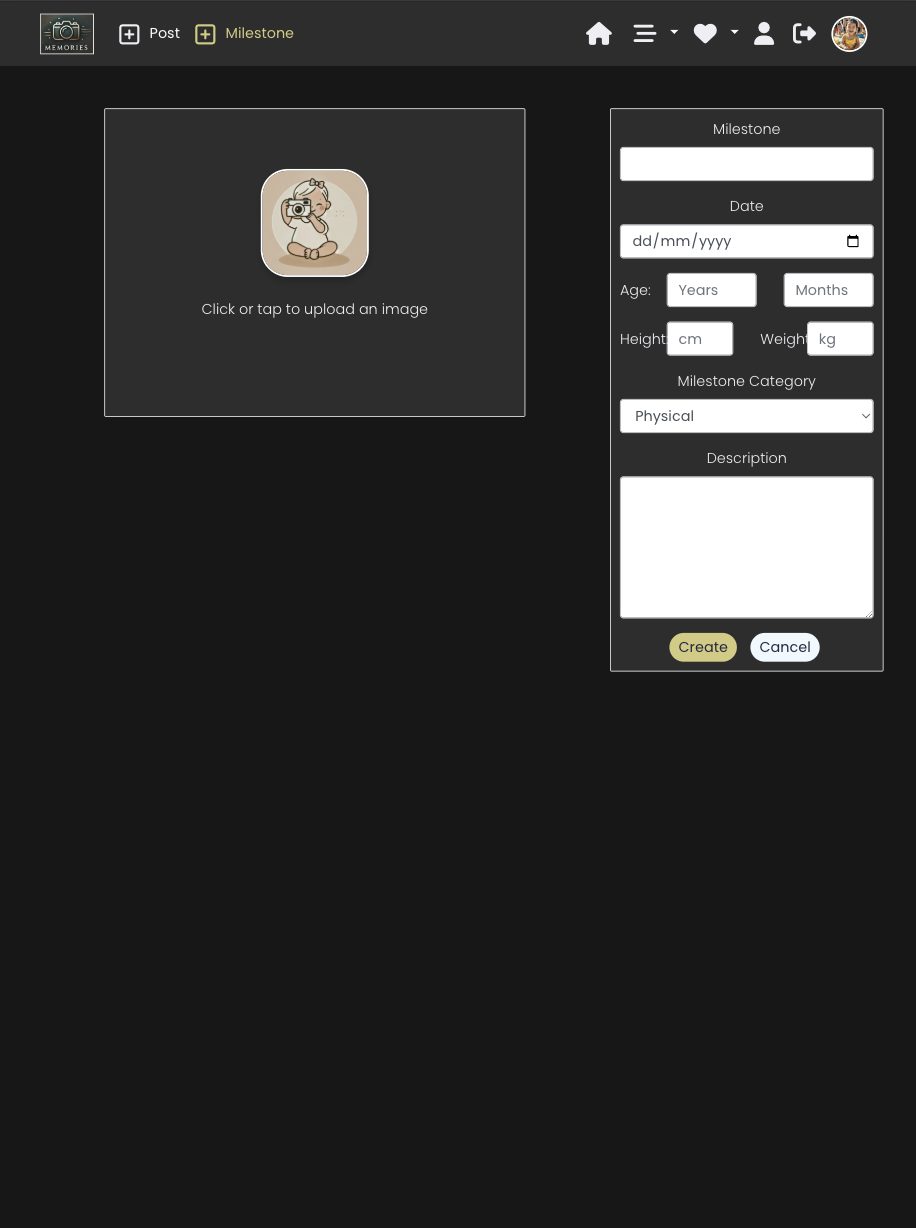 MEMORIES
Post
Milestone
Click or tap to upload an image
Milestone
Date
dd/mm/yyyy
Age: Years Months
Height cm Weight kg
Milestone Category
Physical
Description
Create Cancel